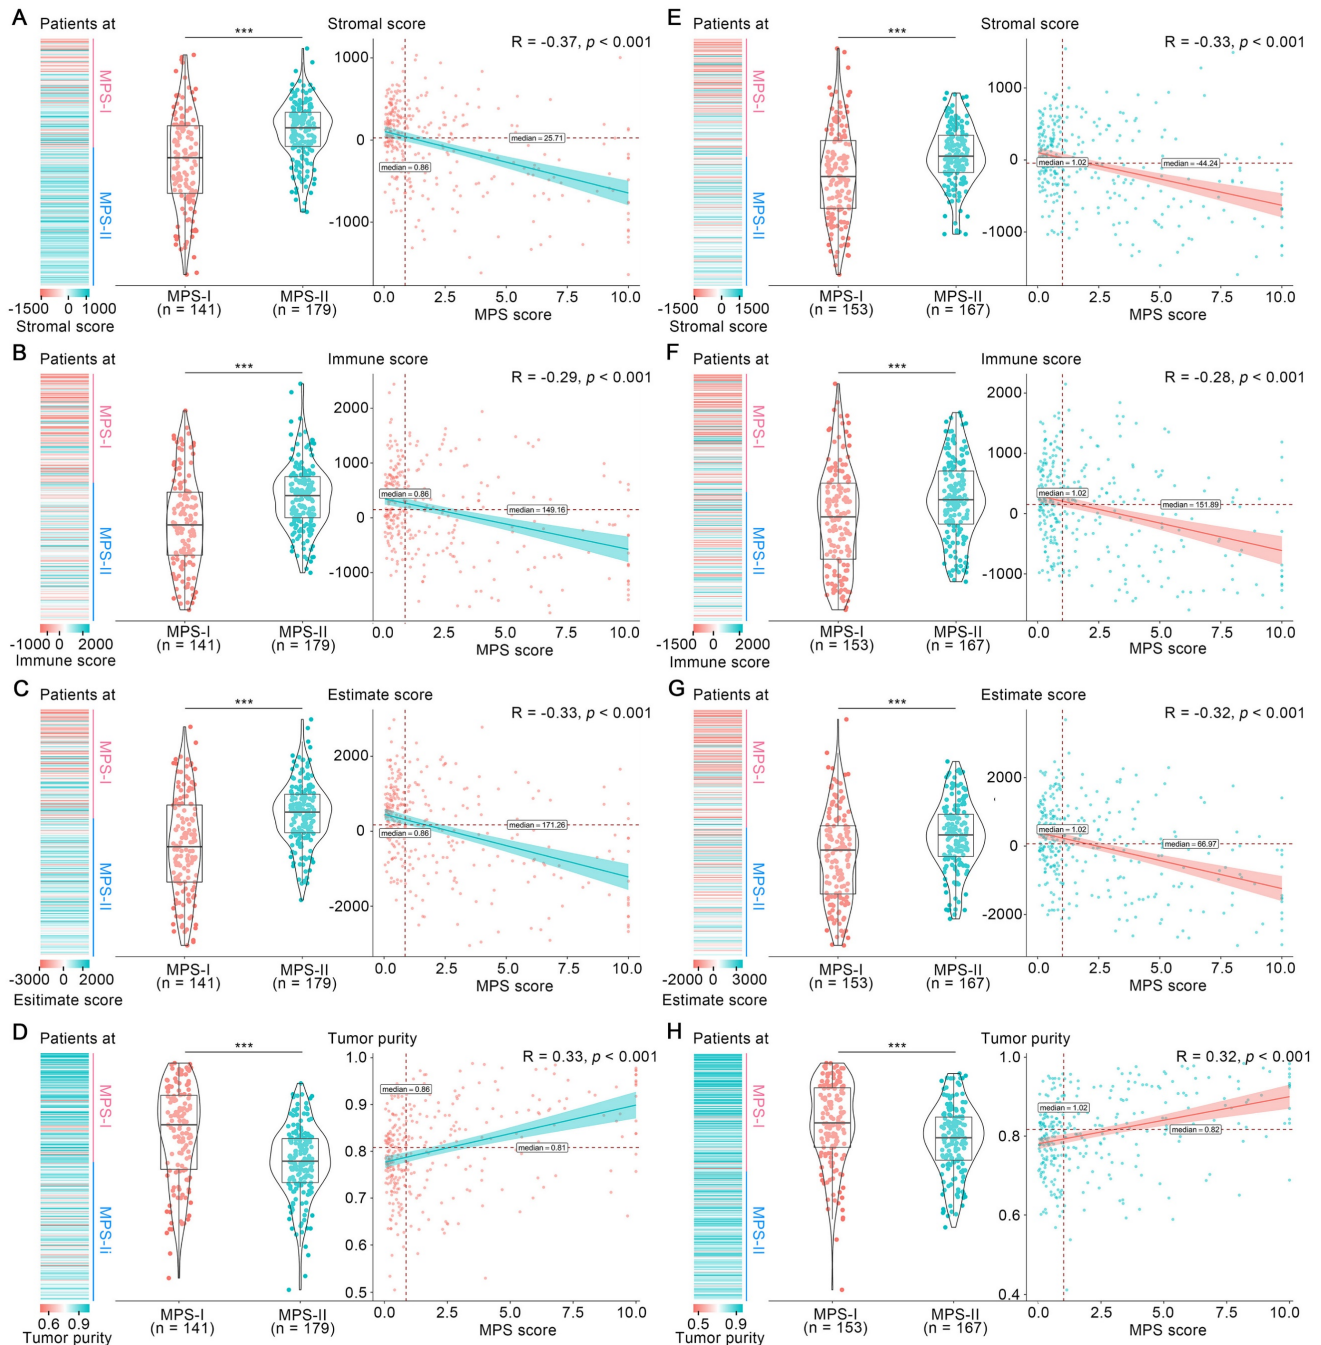 A
Patients at
Stromal score
***
R = -0.37, p < 0.001
MPS-I
MPS-II
1000
0
-1000
median = 25.71
median = 0.86
-1500 0 1000
Stromal score
MPS-I
(n = 141)
MPS-II
(n = 179)
0.0 2.5 5.0 7.5 10.0
MPS score
E
Patients at
Stromal score
***
R = -0.33, p < 0.001
MPS-I
MPS-II
1000
0
-1000
median = 1.02
median = -44.24
-1500 0 1500
Stromal score
MPS-I
(n = 153)
MPS-II
(n = 167)
0.0 2.5 5.0 7.5 10.0
MPS score
B
Patients at
Immune score
***
R = -0.29, p < 0.001
MPS-I
MPS-II
2000
1000
0
-1000
median = 0.86
median = 149.16
-1000 0 2000
Immune score
MPS-I
(n = 141)
MPS-II
(n = 179)
0.0 2.5 5.0 7.5 10.0
MPS score
F
Patients at
Immune score
***
R = -0.28, p < 0.001
MPS-I
MPS-II
2000
1000
0
-1000
median = 1.02
median = 151.89
-1500 0 2000
Immune score
MPS-I
(n = 153)
MPS-II
(n = 167)
0.0 2.5 5.0 7.5 10.0
MPS score
C
Patients at
Estimate score
***
R = -0.33, p < 0.001
MPS-I
MPS-II
2000
0
-2000
median = 171.26
median = 0.86
-3000 0 2000
Esitimate score
MPS-I
(n = 141)
MPS-II
(n = 179)
0.0 2.5 5.0 7.5 10.0
MPS score
G
Patients at
Estimate score
***
R = -0.32, p < 0.001
MPS-I
MPS-II
2000
-
0
-2000
median = 1.02
median = 66.97
-2000 0 3000
Estimate score
MPS-I
(n = 153)
MPS-II
(n = 167)
0.0 2.5 5.0 7.5 10.0
MPS score
D
Patients at
Tumor purity
***
R = 0.33, p < 0.001
MPS-I
MPS-Ii
1.0
0.9
0.8
0.7
0.6
0.5
median = 0.86
median = 0.81
0.6 0.9
Tumor purity
MPS-I
(n = 141)
MPS-II
(n = 179)
0.0 2.5 5.0 7.5 10.0
MPS score
H
Patients at
Tumor purity
***
R = 0.32, p < 0.001
MPS-I
MPS-II
1.0
0.8
0.6
0.4
median = 1.02
median = 0.82
0.5 0.9
Tumor purity
MPS-I
(n = 153)
MPS-II
(n = 167)
0.0 2.5 5.0 7.5 10.0
MPS score